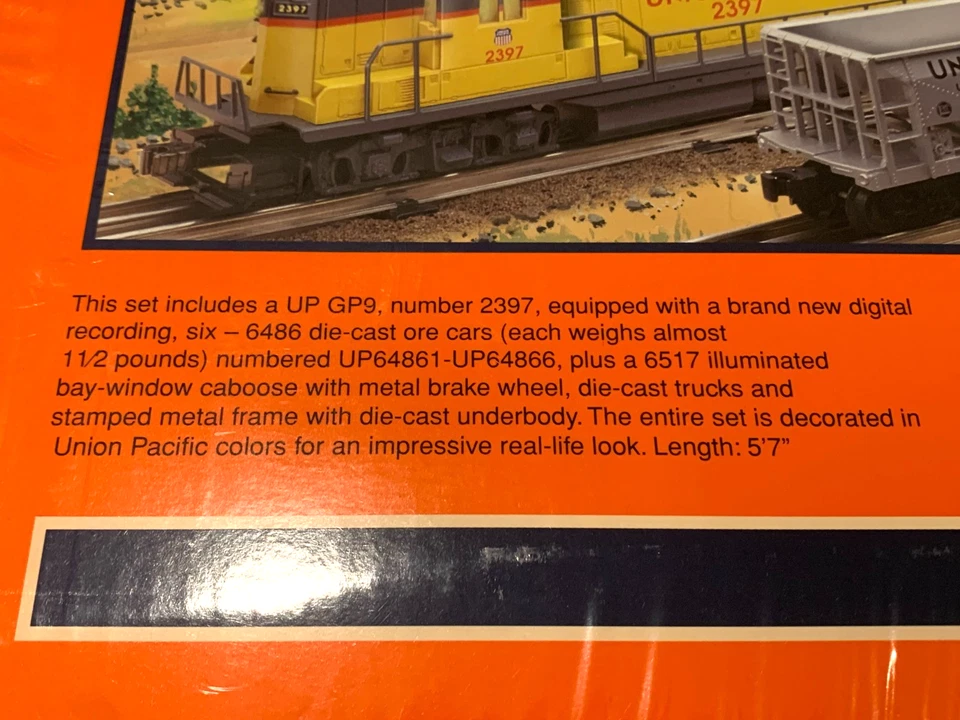 2397
2397
2397
UN
This set includes a UP GP9, number 2397, equipped with a brand new digital
recording, six – 6486 die-cast ore cars (each weighs almost
11/2 pounds) numbered UP64861-UP64866, plus a 6517 illuminated
bay-window caboose with metal brake wheel, die-cast trucks and
stamped metal frame with die-cast underbody. The entire set is decorated in
Union Pacific colors for an impressive real-life look. Length: 5'7"